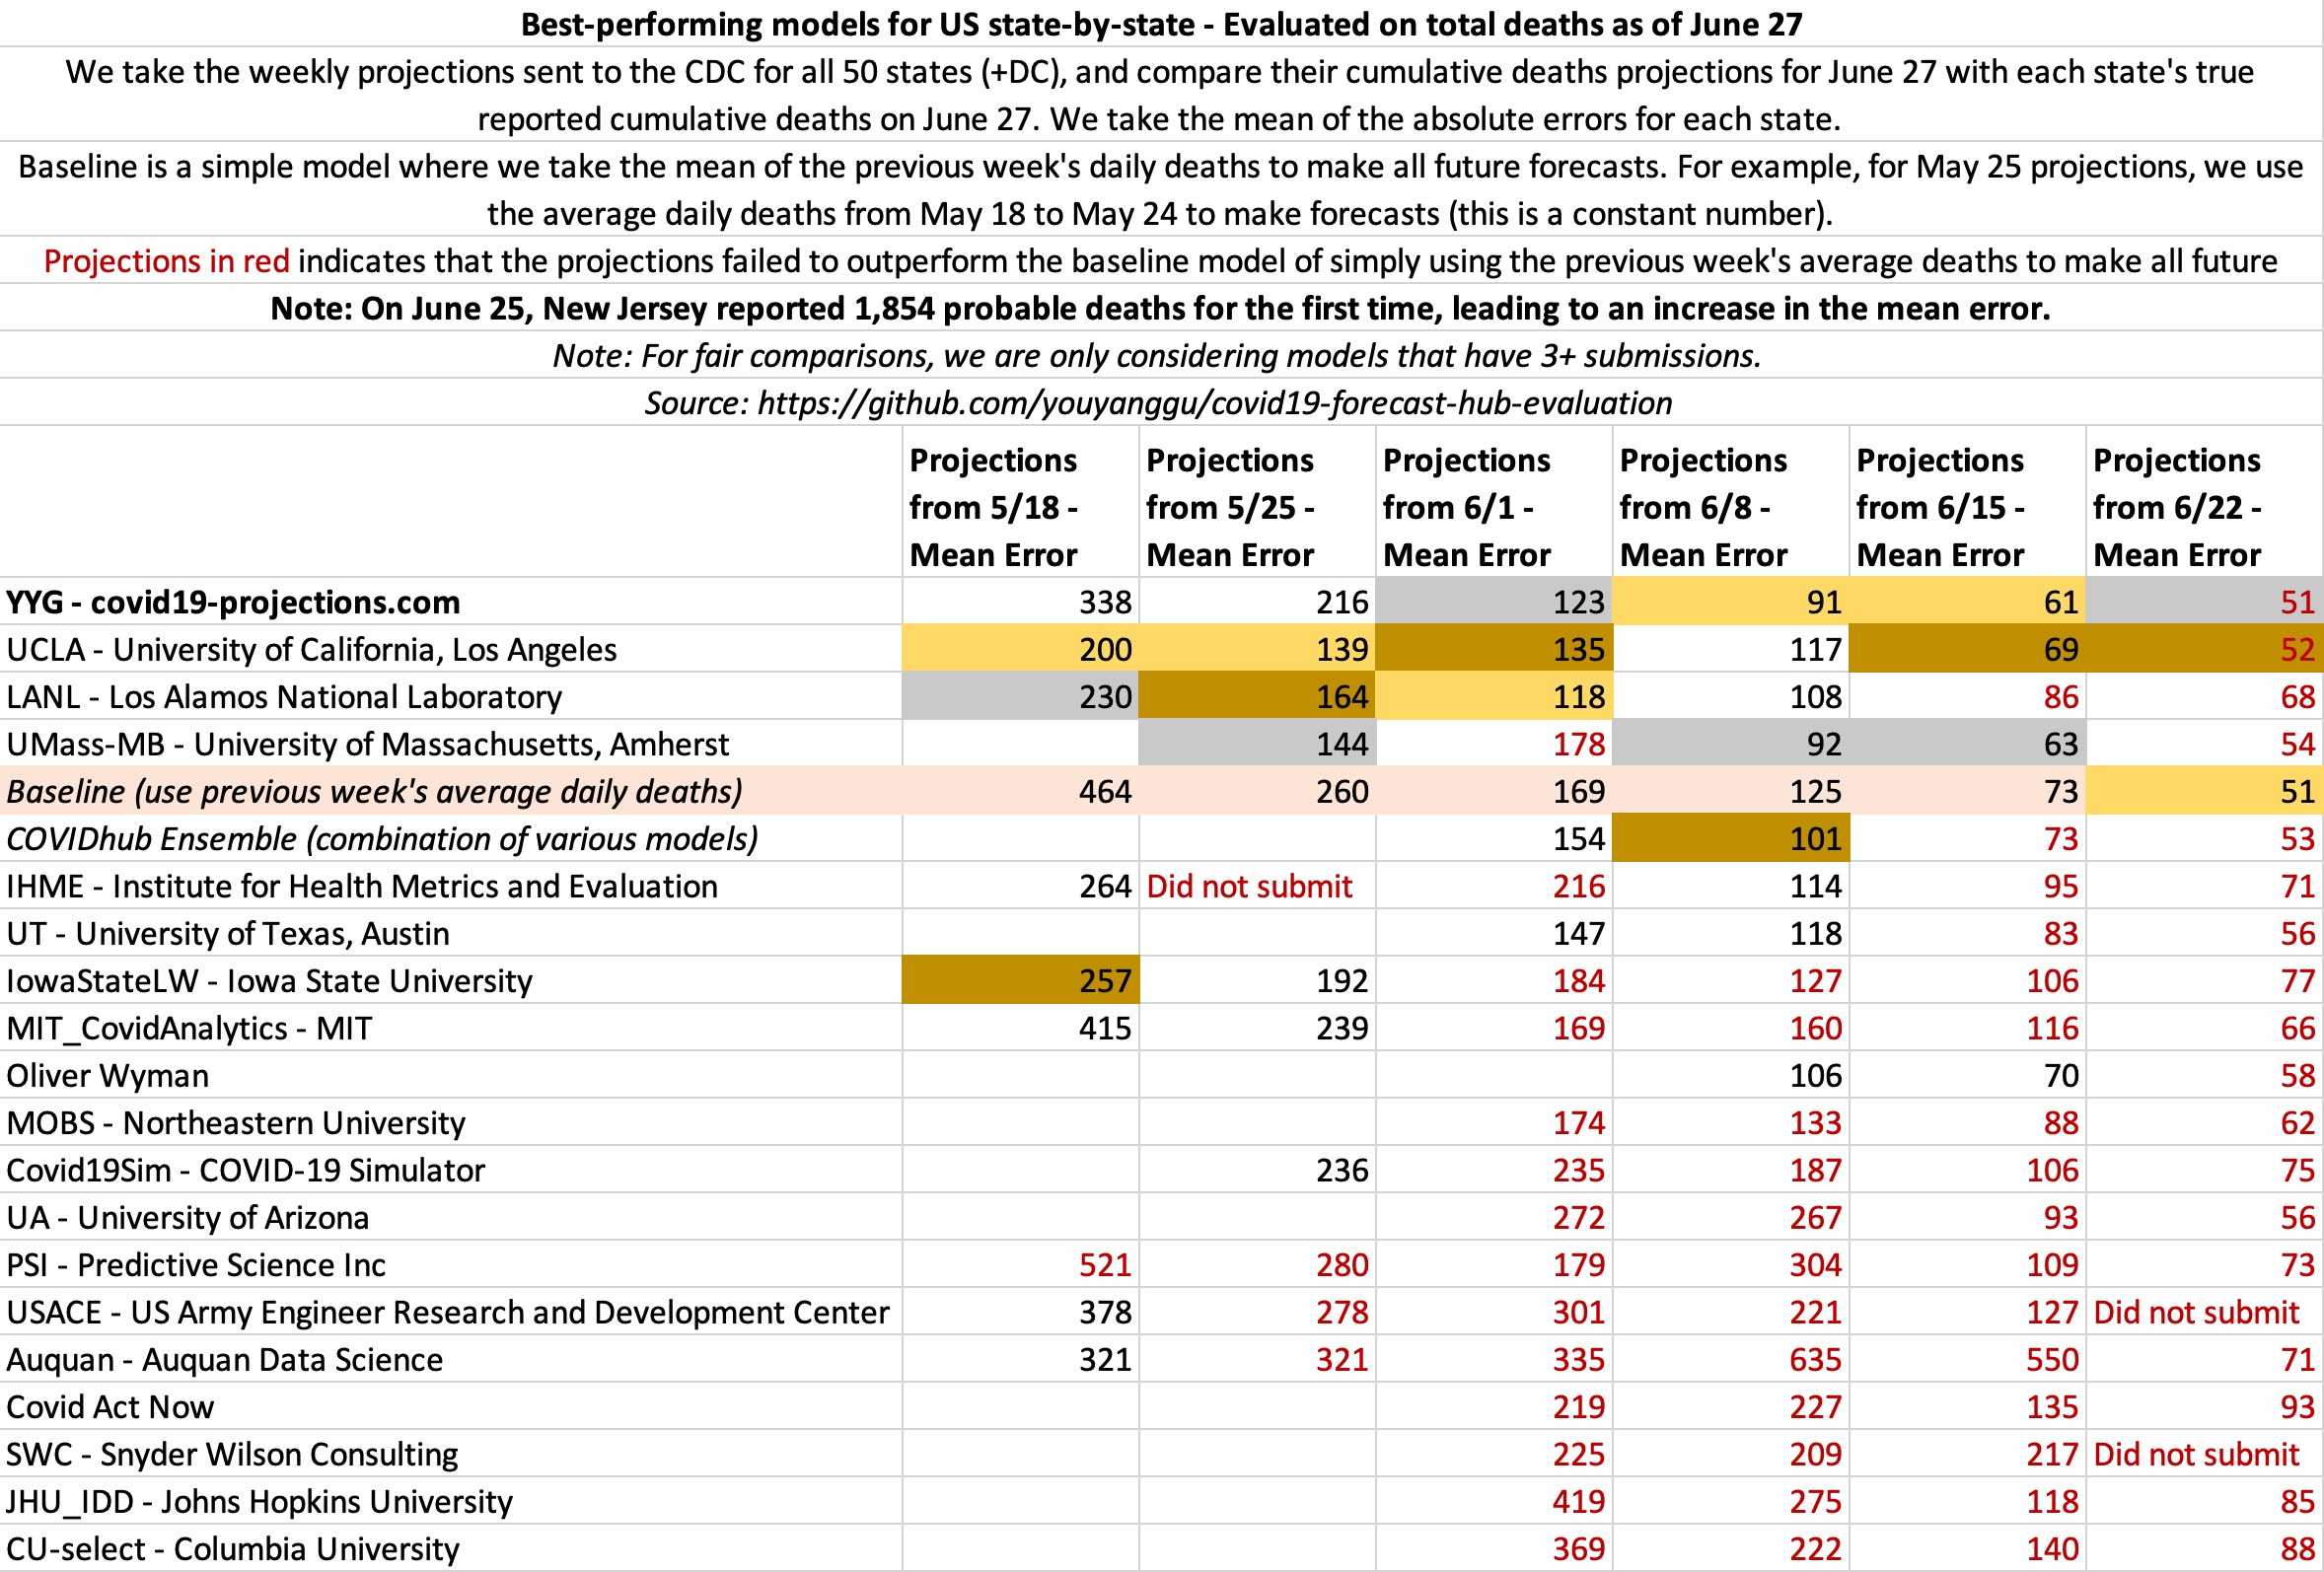 Best-performing models for US state-by-state - Evaluated on total deaths as of June 27
We take the weekly projections sent to the CDC for all 50 states (+DC), and compare their cumulative deaths projections for June 27 with each state's true
reported cumulative deaths on June 27. We take the mean of the absolute errors for each state.
Baseline is a simple model where we take the mean of the previous week's daily deaths to make all future forecasts. For example, for May 25 projections, we use
the average daily deaths from May 18 to May 24 to make forecasts (this is a constant number).
Projections in red indicates that the projections failed to outperform the baseline model of simply using the previous week's average deaths to make all future
Note: On June 25, New Jersey reported 1,854 probable deaths for the first time, leading to an increase in the mean error.
Note: For fair comparisons, we are only considering models that have 3+ submissions.
Source: https://github.com/youyanggu/covid19-forecast-hub-evaluation
Projections Projections Projections Projections Projections Projections
from 5/18 - from 5/25 - from 6/1 - from 6/8 - from 6/15 - from 6/22 -
Mean Error Mean Error Mean Error Mean Error Mean Error Mean Error
YYG - covid19-projections.com 338 216 123 91 61 51
UCLA - University of California, Los Angeles 200 139 135 117 69 52
LANL - Los Alamos National Laboratory 230 164 118 108 86 68
UMass-MB - University of Massachusetts, Amherst 144 178 92 63 54
Baseline (use previous week's average daily deaths) 464 260 169 125 73 51
COVIDhub Ensemble (combination of various models) 154 101 73 53
IHME - Institute for Health Metrics and Evaluation 264 Did not submit 216 114 95 71
UT - University of Texas, Austin 147 118 83 56
IowaStateLW - Iowa State University 257 192 184 127 106 77
MIT_CovidAnalytics - MIT 415 239 169 160 116 66
Oliver Wyman 106 70 58
MOBS - Northeastern University 174 133 88 62
Covid19Sim - COVID-19 Simulator 236 235 187 106 75
UA - University of Arizona 272 267 93 56
PSI - Predictive Science Inc 521 280 179 304 109 73
USACE - US Army Engineer Research and Development Center 378 278 301 221 127 Did not submit
Auquan - Auquan Data Science 321 321 335 635 550 71
Covid Act Now 219 227 135 93
SWC - Snyder Wilson Consulting 225 209 217 Did not submit
JHU_IDD - Johns Hopkins University 419 275 118 85
CU-select - Columbia University 369 222 140 88